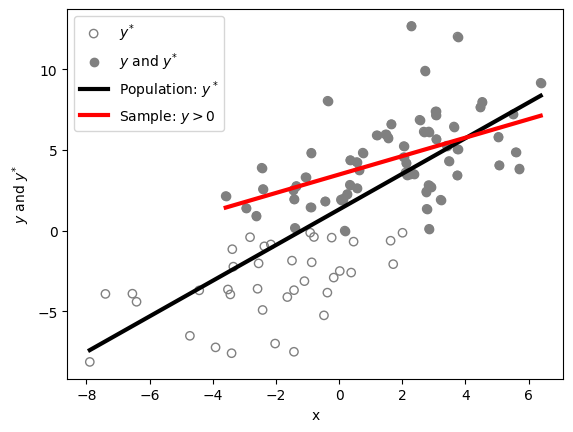 y*
y and y*
Population: y*
Sample: y > 0
y and y*
10
5
0
−5
−8
−6
−4
−2
0
2
4
6
x